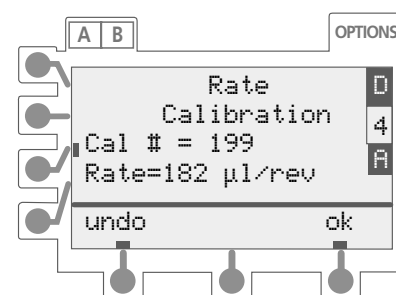 A B
OPTIONS
Rate
Calibration
Cal # = 199
Rate=182 µl/rev
D
4
A
undo ok